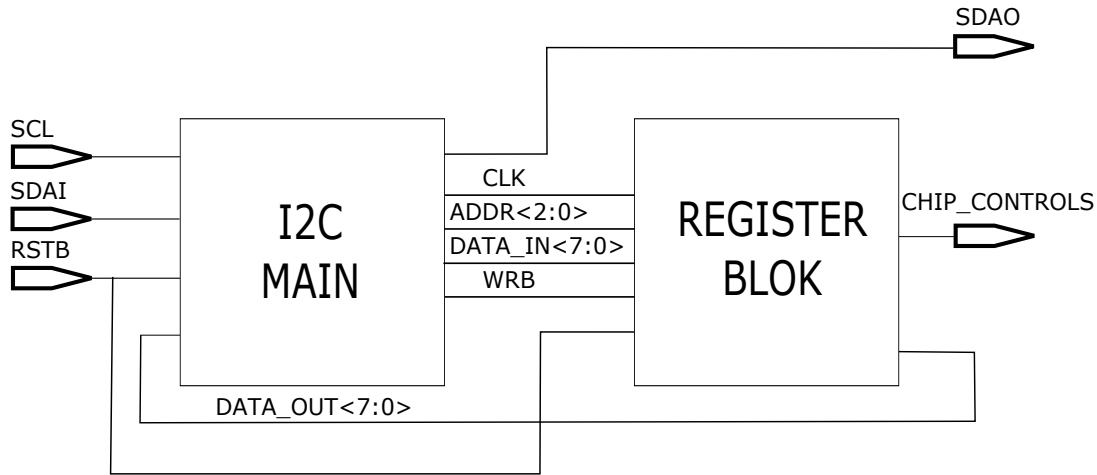 SDAO
SCL
SDAI
RSTB
I2C
MAIN
CLK
ADDR<2:0>
DATA_IN<7:0>
WRB
REGISTER
BLOK
CHIP_CONTROLS
DATA_OUT<7:0>